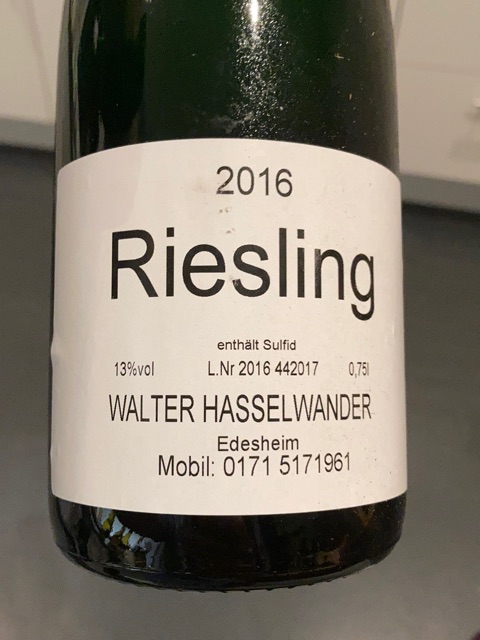 2016
Riesling
enthält Sulfid
13%vol L.Nr 2016 442017 0,75l
WALTER HASSELWANDER
Edesheim
Mobil: 0171 5171961